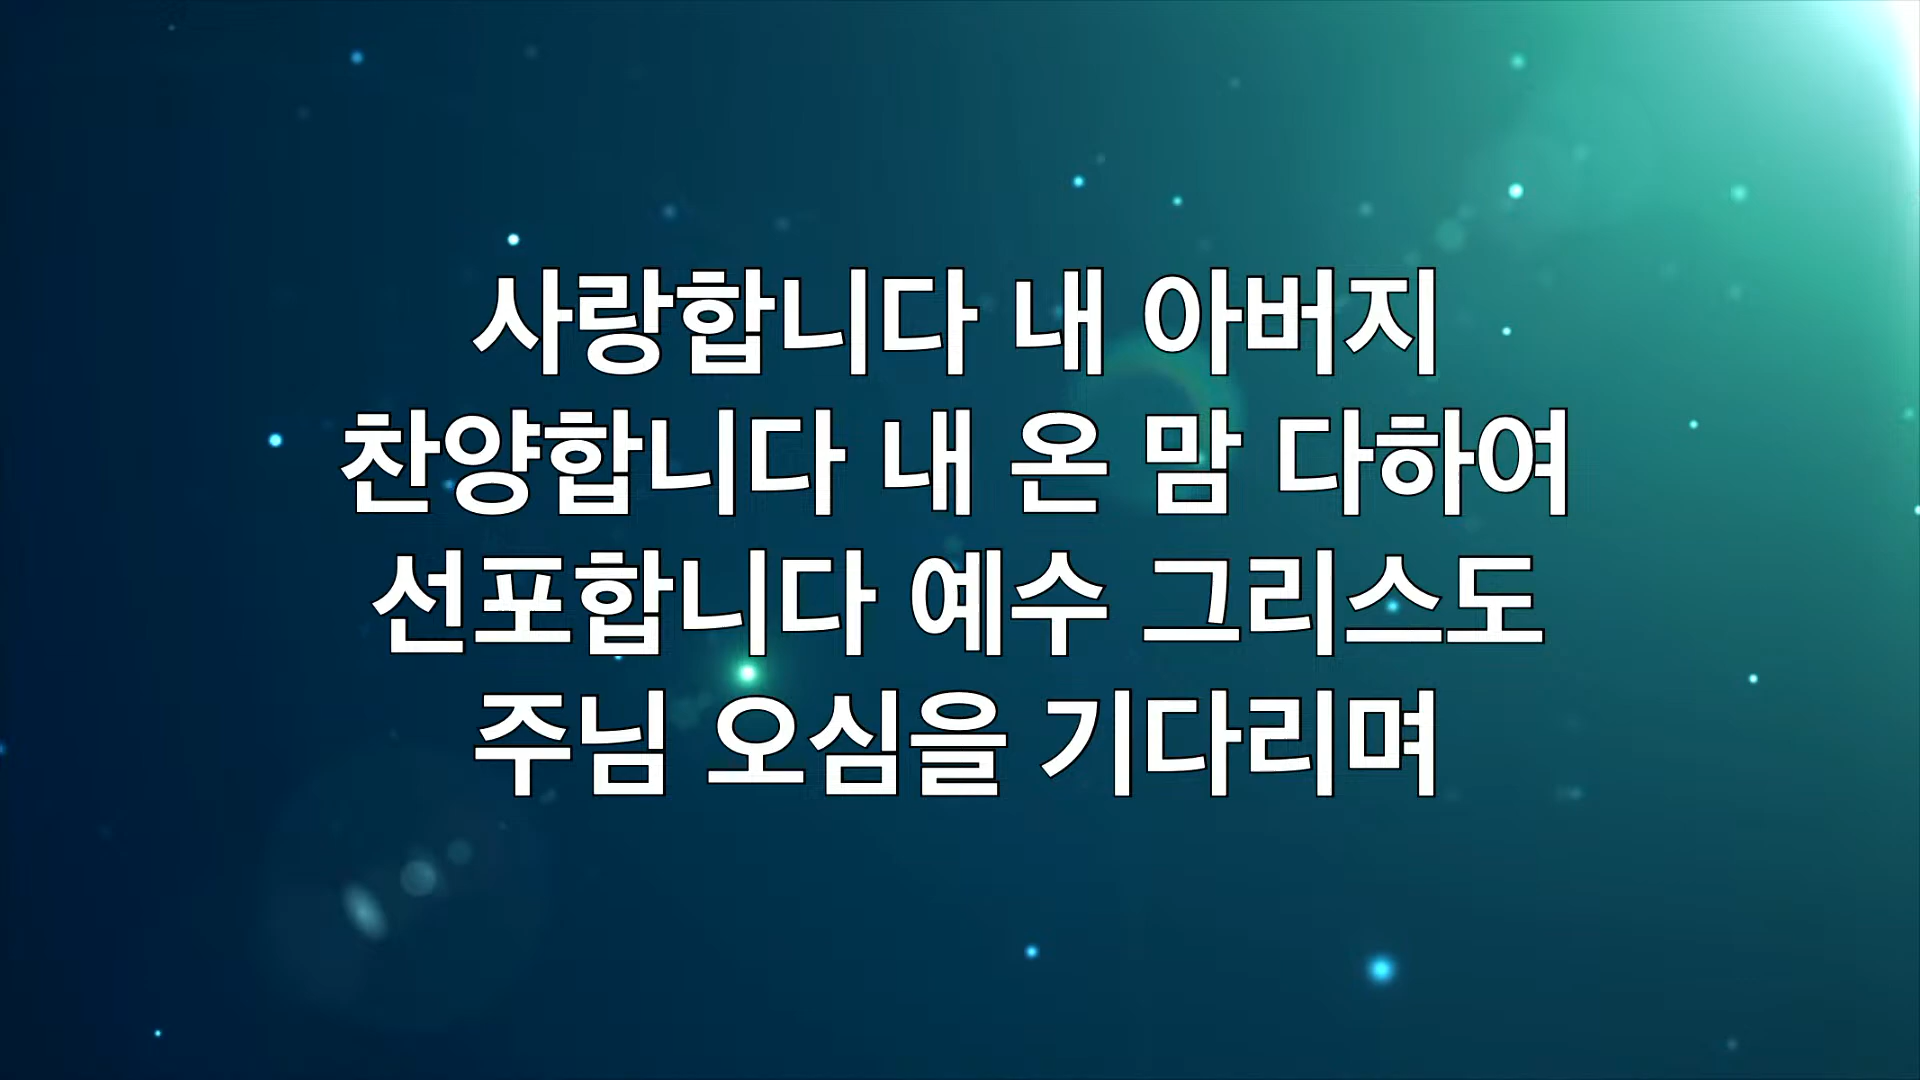 사랑합니다 내 아버지
찬양합니다 내 온 맘 다하여
선포합니다 예수 그리스도
주님 오심을 기다리며